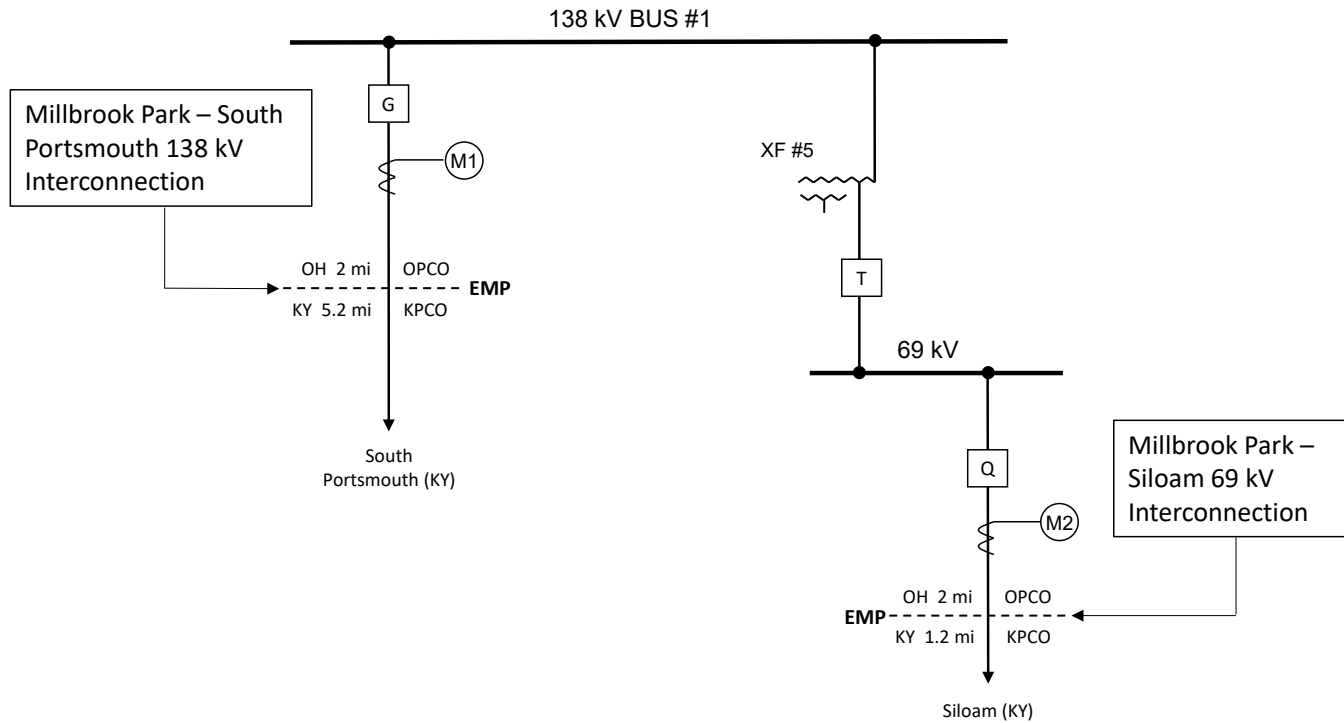 138 kV BUS #1
Millbrook Park – South
Portsmouth 138 kV
Interconnection
G
M1
XF #5
OH 2 mi OPCO
EMP
KY 5.2 mi KPCO
T
69 kV
South
Portsmouth (KY)
Millbrook Park –
Siloam 69 kV
Interconnection
Q
M2
OH 2 mi OPCO
EMP
KY 1.2 mi KPCO
Siloam (KY)